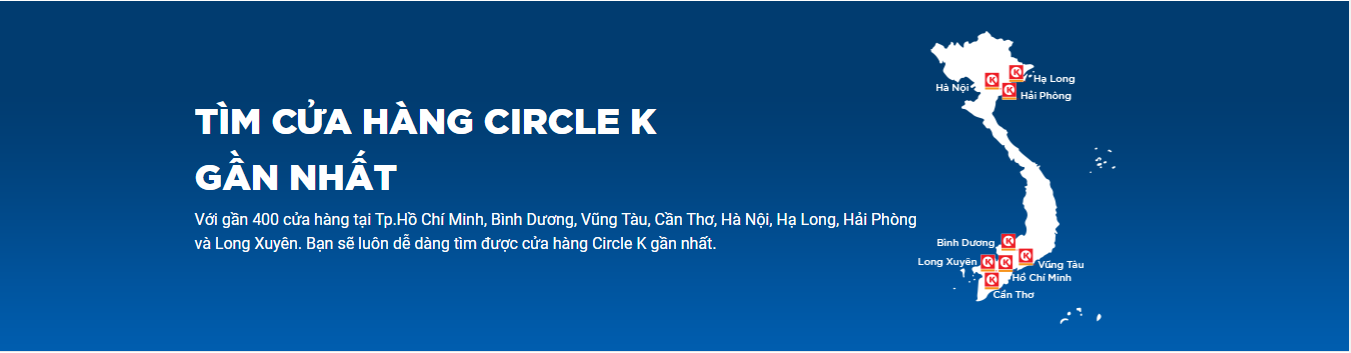 TÌM CỬA HÀNG CIRCLE K
GẦN NHẤT
Với gần 400 cửa hàng tại Tp.Hồ Chí Minh, Bình Dương, Vũng Tàu, Cần Thơ, Hà Nội, Hạ Long, Hải Phòng
và Long Xuyên. Bạn sẽ luôn dễ dàng tìm được cửa hàng Circle K gần nhất.
K
Hạ Long
Hà Nội
K
K
Hải Phòng
Bình Dương
K
Long Xuyên
K
K
K
Vũng Tàu
Hồ Chí Minh
K
Cần Thơ